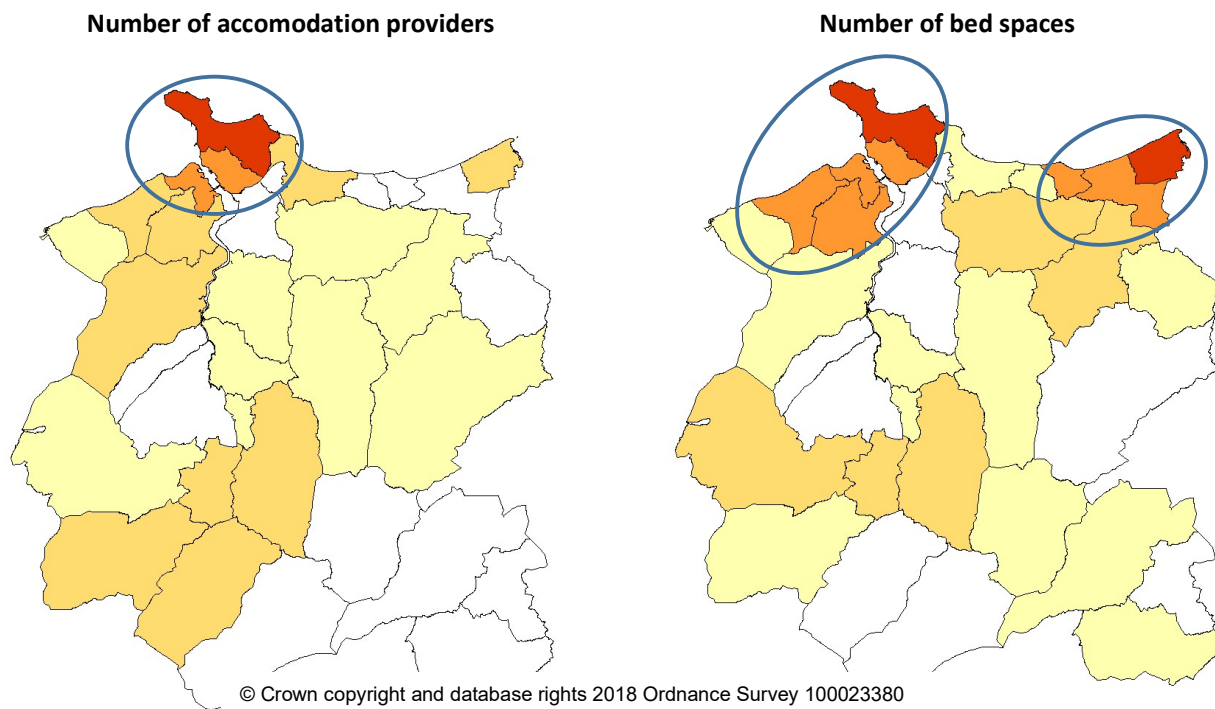 Number of accomodation providers
Number of bed spaces
© Crown copyright and database rights 2018 Ordnance Survey 100023380